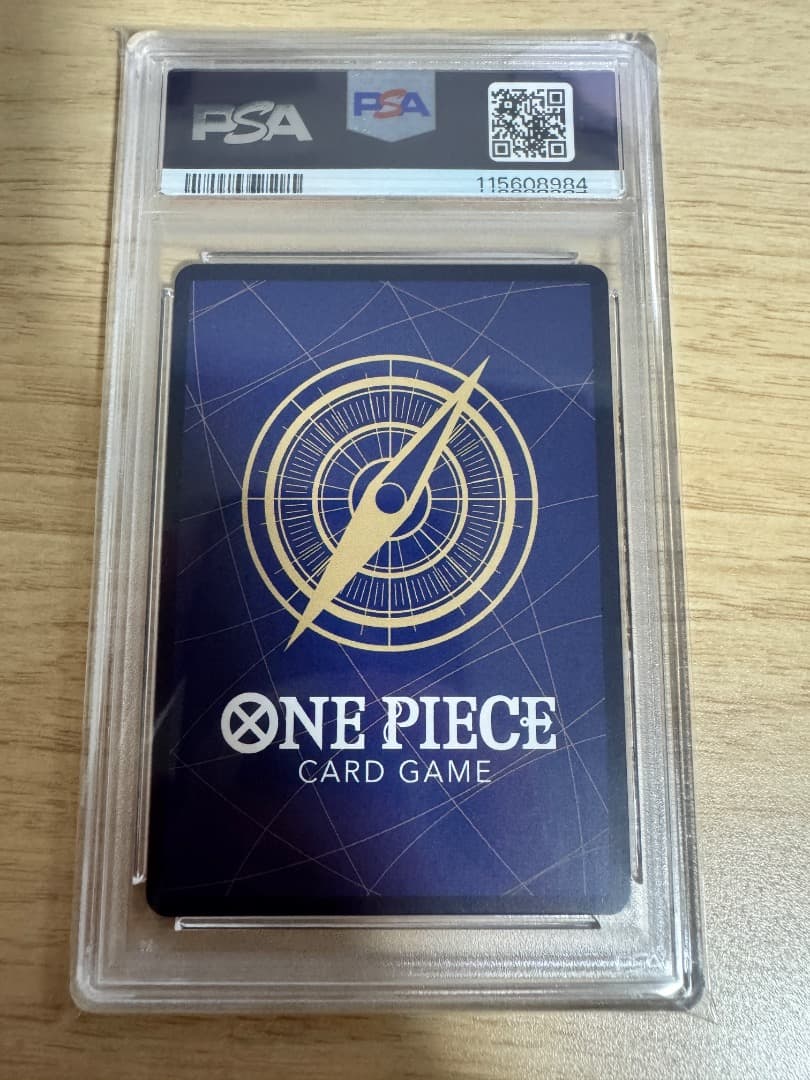 PSA
PSA
115608984
ONE PIECE
CARD GAME